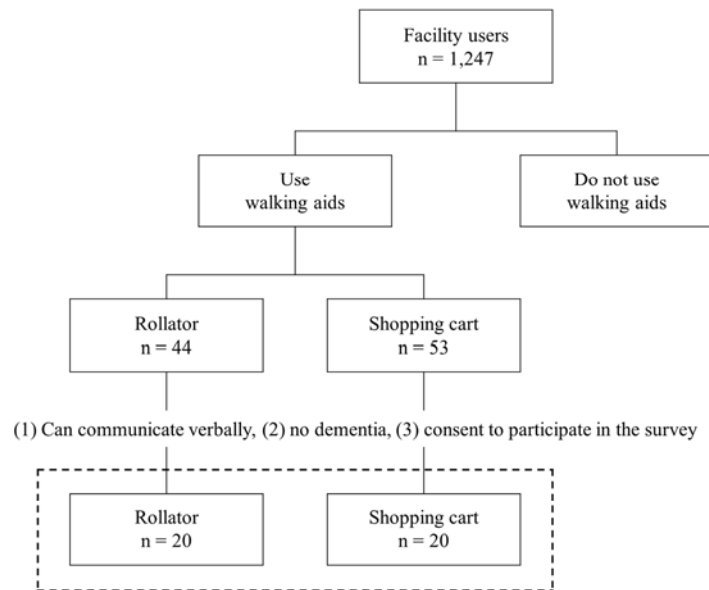 Facility users
n = 1,247
Use
walking aids
Do not use
walking aids
Rollator
n = 44
Shopping cart
n = 53
(1) Can communicate verbally, (2) no dementia, (3) consent to participate in the survey
Rollator
n = 20
Shopping cart
n = 20